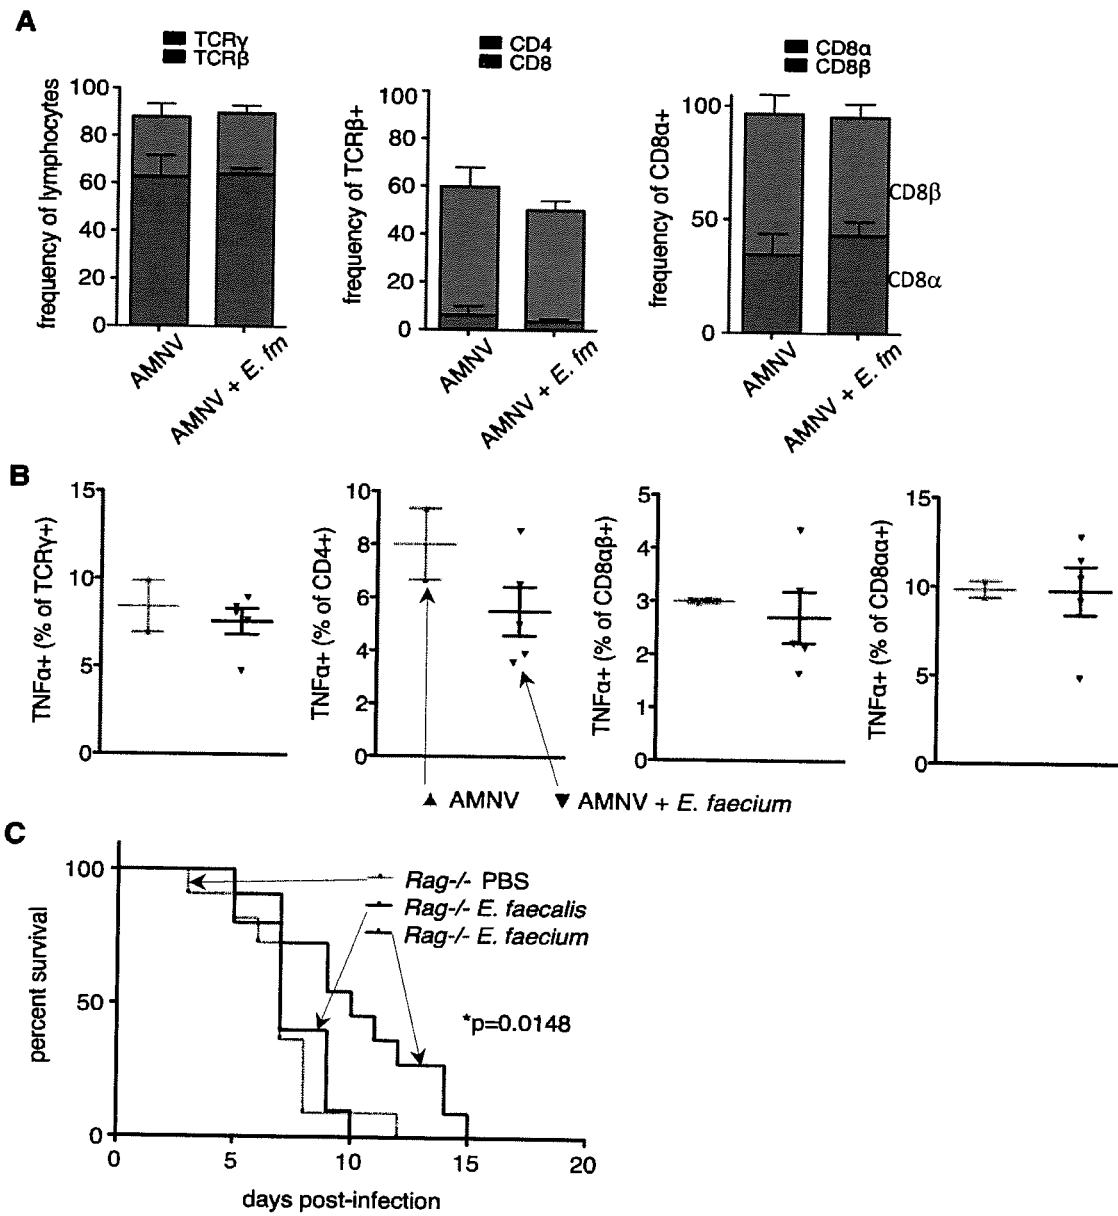 A
TCRγ
TCRβ
frequency of lymphocytes
100
80
60
40
20
0
AMNV
AMNV + E. fm
CD4
CD8
frequency of TCRβ+
100
80
60
40
20
0
AMNV
AMNV + E. fm
CD8α
CD8β
frequency of CD8α+
100
50
0
CD8β
CD8α
AMNV
AMNV + E. fm
B
TNFα+ (% of TCRγ+)
15
10
5
0
TNFα+ (% of CD4+)
10
8
6
4
2
0
TNFα+ (% of CD8αβ+)
5
4
3
2
1
0
TNFα+ (% of CD8αα+)
15
10
5
0
AMNV
AMNV + E. faecium
C
percent survival
100
50
0
Rag-/- PBS
Rag-/- E. faecalis
Rag-/- E. faecium
*p=0.0148
0 5 10 15 20
days post-infection